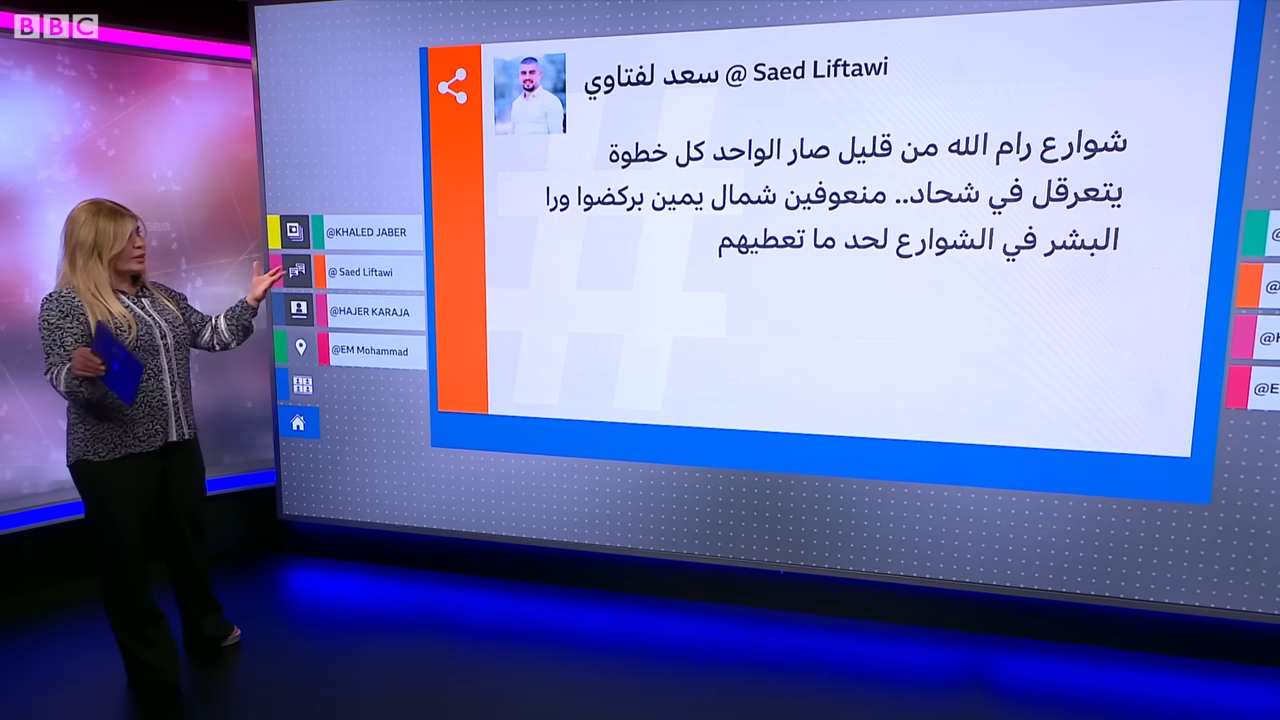 BBC
سعد لفتاوي @ Saed Liftawi
شوارع رام الله من قليل صار الواحد كل خطوة
يتعرقل في شحاد.. منعوفين شمال يمين بركضوا ورا
البشر في الشوارع لحد ما تعطيهم
@KHALED JABER
@ Saed Liftawi
@HAJER KARAJA
@EM Mohammad